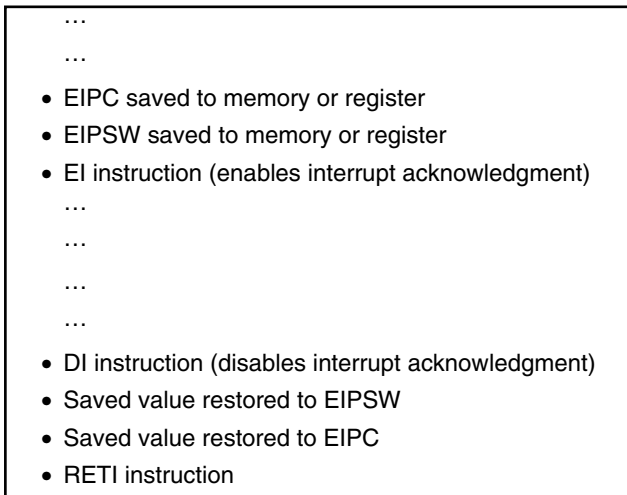 …
…
• EIPC saved to memory or register
• EIPSW saved to memory or register
• EI instruction (enables interrupt acknowledgment)
…
…
…
…
• DI instruction (disables interrupt acknowledgment)
• Saved value restored to EIPSW
• Saved value restored to EIPC
• RETI instruction